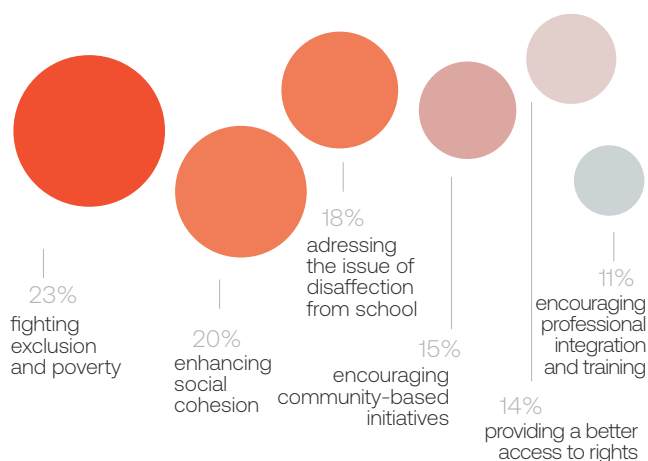 23%
fighting
exclusion
and poverty
20%
enhancing
social
cohesion
18%
adressing
the issue of
disaffection
from school
15%
encouraging
community-based
initiatives
14%
providing a better
access to rights
11%
encouraging
professional
integration
and training